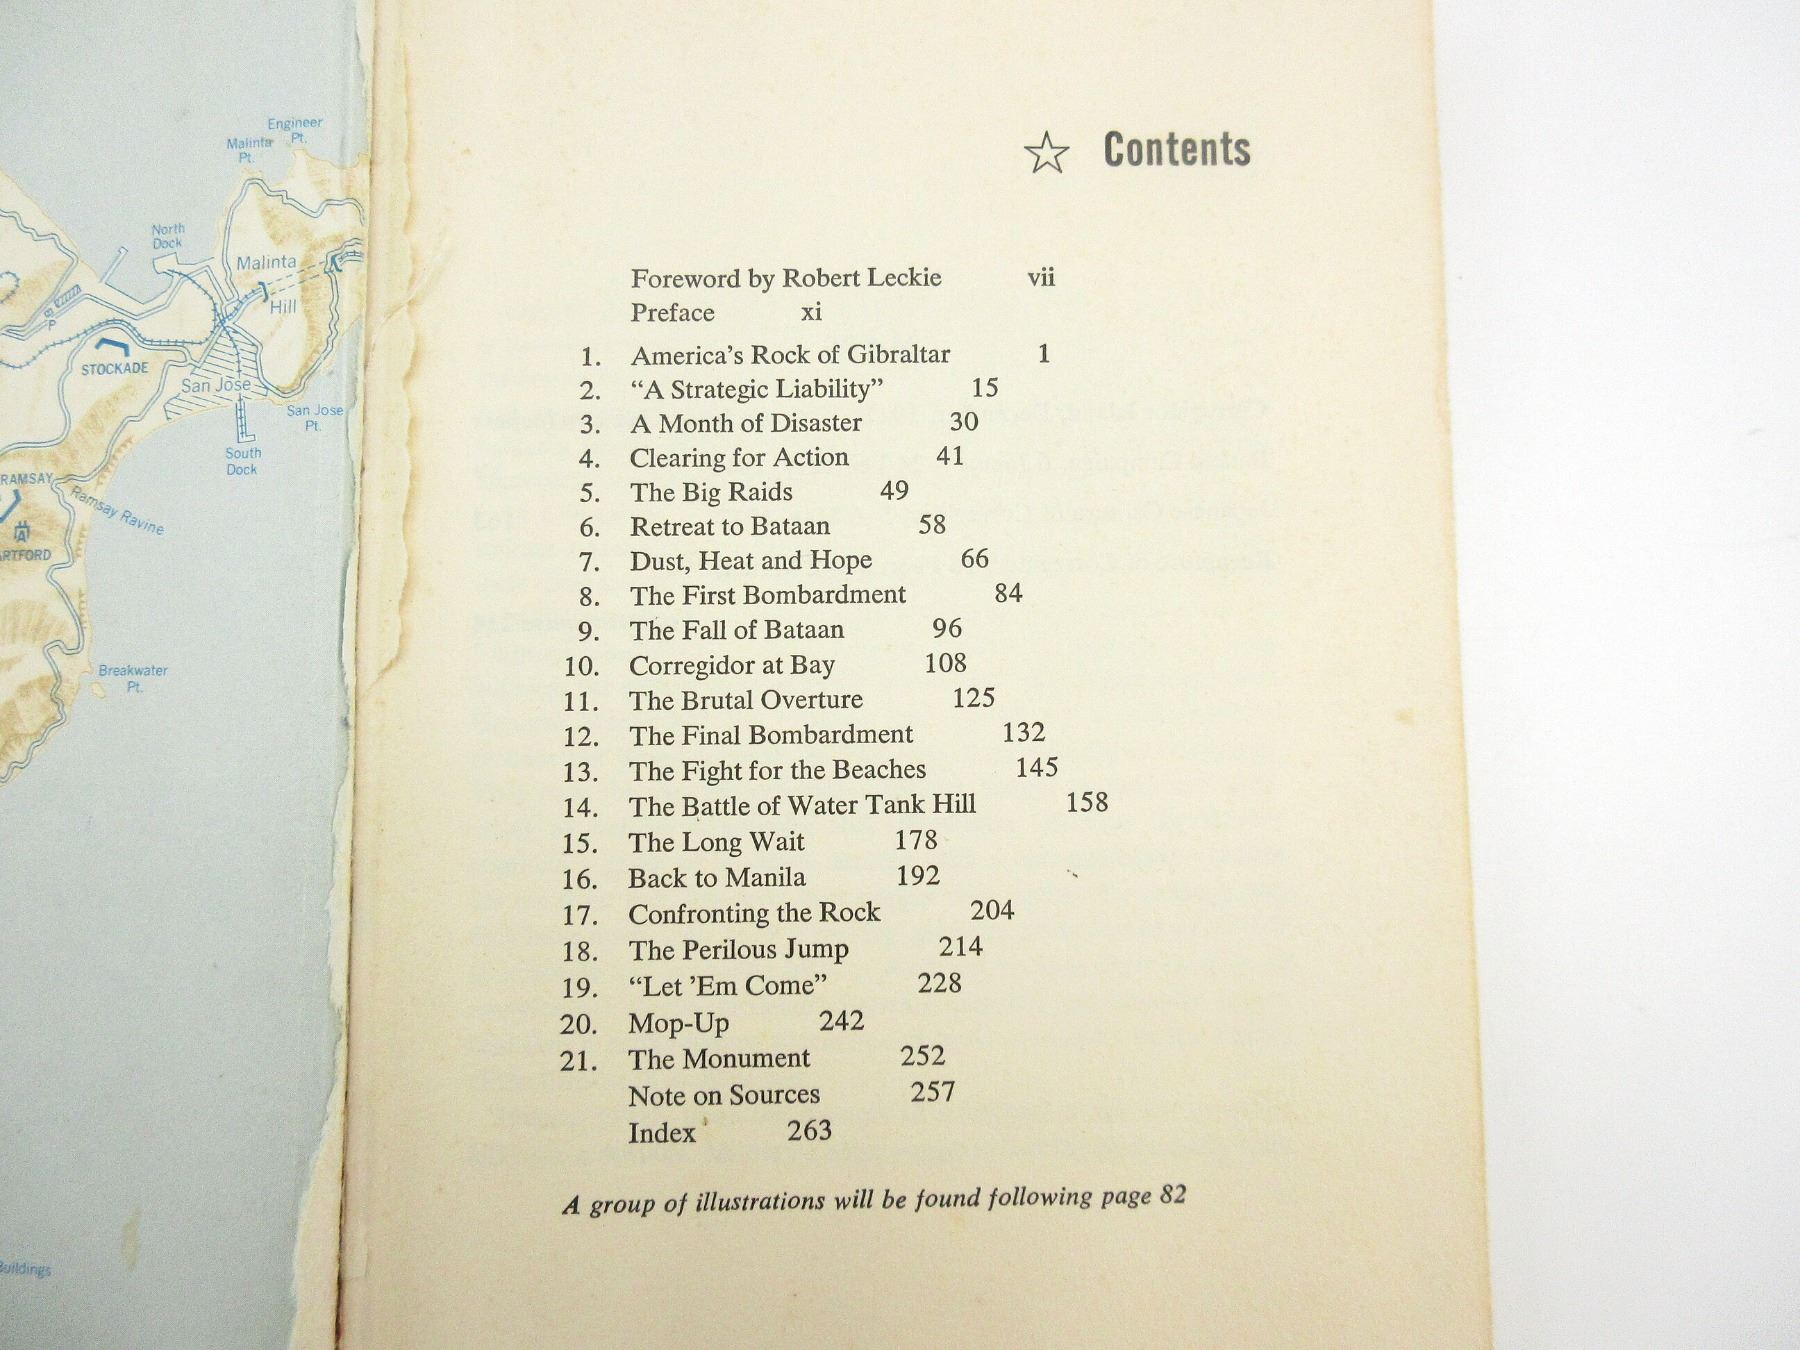 Engineer
Pt.
Malinta
Pt.
North
Dock
Malinta
Hill
STOCKADE
San Jose
San Jose
Pt.
South
Dock
RAMSAY
Ramsay Ravine
Breakwater
Pt.
Buildings
Contents
Foreword by Robert Leckie vii
Preface xi
1. America's Rock of Gibraltar 1
2. “A Strategic Liability” 15
3. A Month of Disaster 30
4. Clearing for Action 41
5. The Big Raids 49
6. Retreat to Bataan 58
7. Dust, Heat and Hope 66
8. The First Bombardment 84
9. The Fall of Bataan 96
10. Corregidor at Bay 108
11. The Brutal Overture 125
12. The Final Bombardment 132
13. The Fight for the Beaches 145
14. The Battle of Water Tank Hill 158
15. The Long Wait 178
16. Back to Manila 192
17. Confronting the Rock 204
18. The Perilous Jump 214
19. “Let ’Em Come” 228
20. Mop-Up 242
21. The Monument 252
Note on Sources 257
Index 263
A group of illustrations will be found following page 82